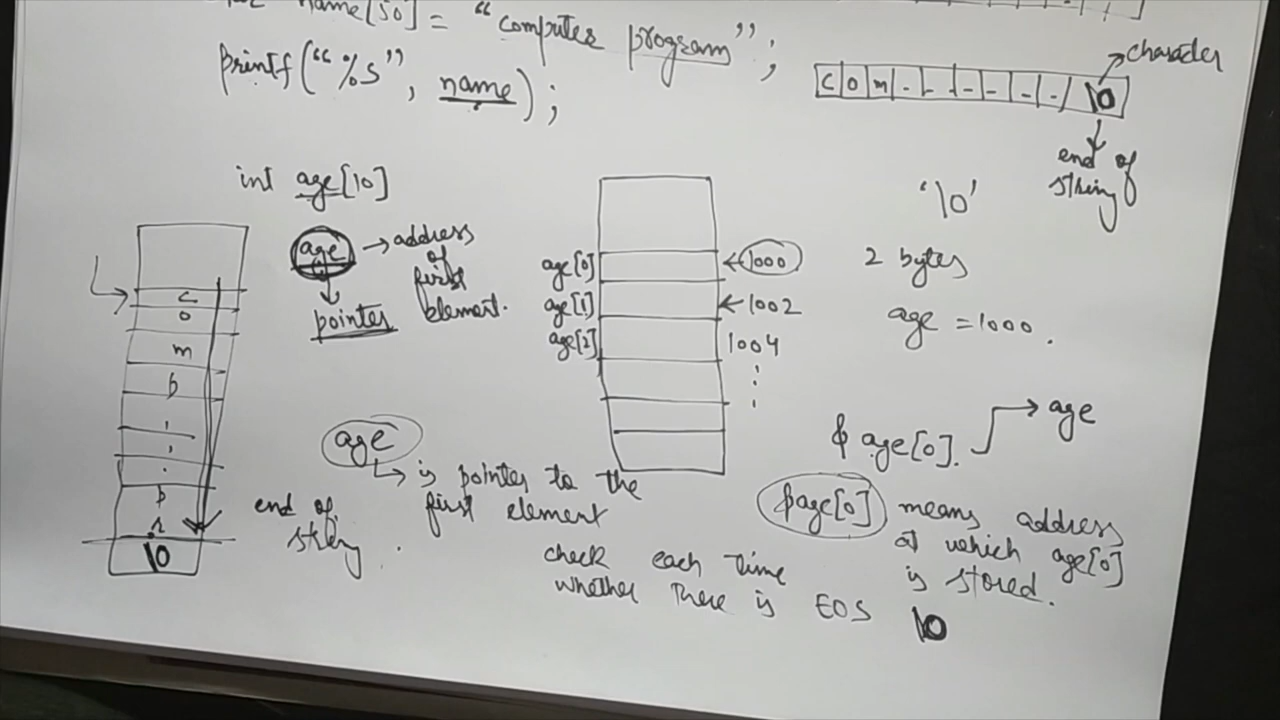 name[50] = "computer program";
printf("%s", name);
character
c o m - - - - - - - \0
end of
string
int age[10]
'\0'
age → address
of
first
element.
pointer
age[0] ← 1000
age[1] ← 1002
age[2] 1004
2 bytes
age = 1000.
c
o
m
p
p
r
\0
end of
string.
age
is pointer to the
first element
&age[0]. → age
&age[0] means address
at which age[0]
is stored.
check each time
whether there is EOS \0